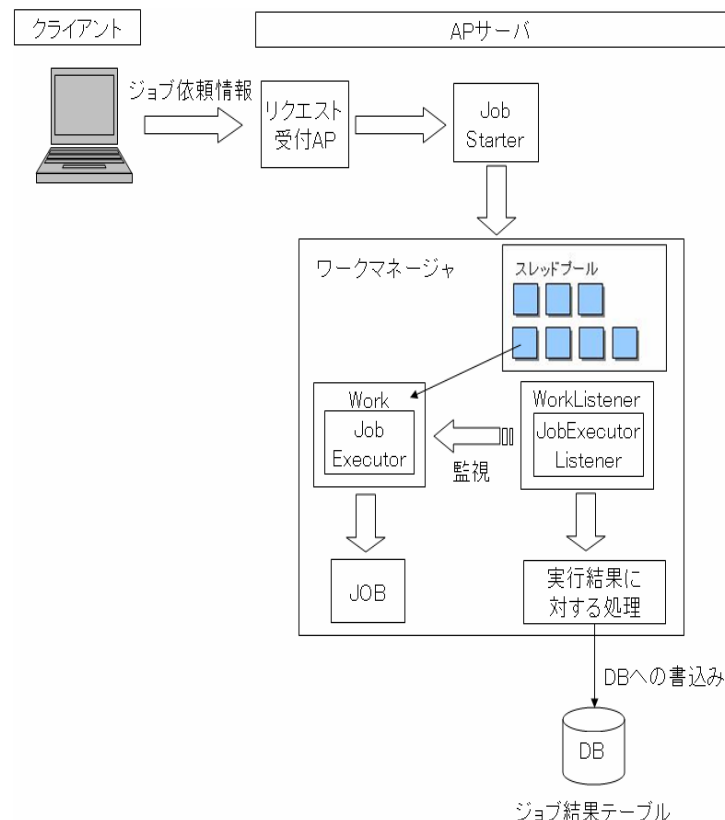 クライアント
APサーバ
ジョブ依頼情報
リクエスト
受付AP
Job
Starter
ワークマネージャ
スレッドプール
Work
Job
Executor
WorkListener
JobExecutor
Listener
監視
JOB
実行結果に
対する処理
DBへの書込み
DB
ジョブ結果テーブル